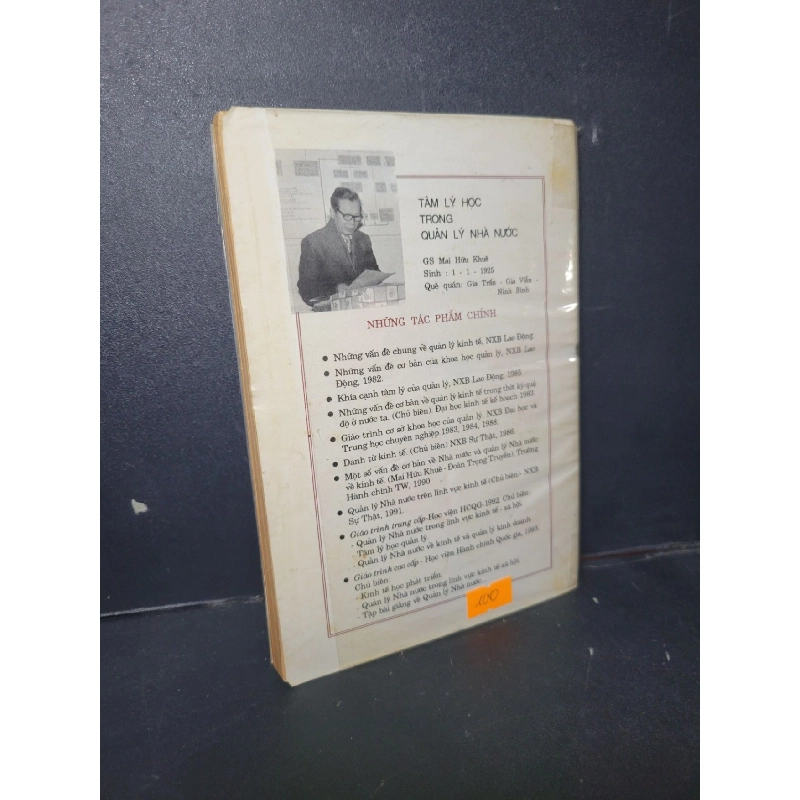 TÂM LÝ HỌC
TRONG
QUẢN LÝ NHÀ NƯỚC
GS Mai Hữu Khuê
Sinh : 1 - 1 - 1925
Quê quán: Gia Trấn - Gia Viễn -
Ninh Bình
NHỮNG TÁC PHẨM CHÍNH
● Những vấn đề chung về quản lý kinh tế, NXB Lao Động
● Những vấn đề cơ bản của khoa học quản lý, NXB Lao
Động, 1982.
● Khía cạnh tâm lý của quản lý, NXB Lao Động, 1985.
● Những vấn đề cơ bản về quản lý kinh tế trong thời kỳ quá
độ ở nước ta. (Chủ biên). Đại học kinh tế kế hoạch 1983.
● Giáo trình cơ sở khoa học của quản lý. NXB Đại học và
Trung học chuyên nghiệp 1983, 1984, 1988.
● Danh từ kinh tế. (Chủ biên: NXB Sự Thật, 1986.
● Một số vấn đề cơ bản về Nhà nước và quản lý Nhà nước
về kinh tế. (Mai Hữu Khuê - Đoàn Trọng Truyến). Trường
Hành chính TW, 1990
● Quản lý Nhà nước trên lĩnh vực kinh tế (Chủ biên)- NXB
Sự Thật, 1991.
● Giáo trình trung cấp-Học viện HCQG-1992. Chủ biên
- Quản lý Nhà nước trong lĩnh vực kinh tế - xã hội.
- Tâm lý học quản lý
- Quản lý Nhà nước về kinh tế và quản lý kinh doanh
● Giáo trình cao cấp - Học viện Hành chính Quốc gia, 1993.
Chủ biên.
- Kinh tế học phát triển.
- Quản lý Nhà nước trong lĩnh vực kinh tế-xã hội.
- Tập bài giảng về Quản lý Nhà nước.
100